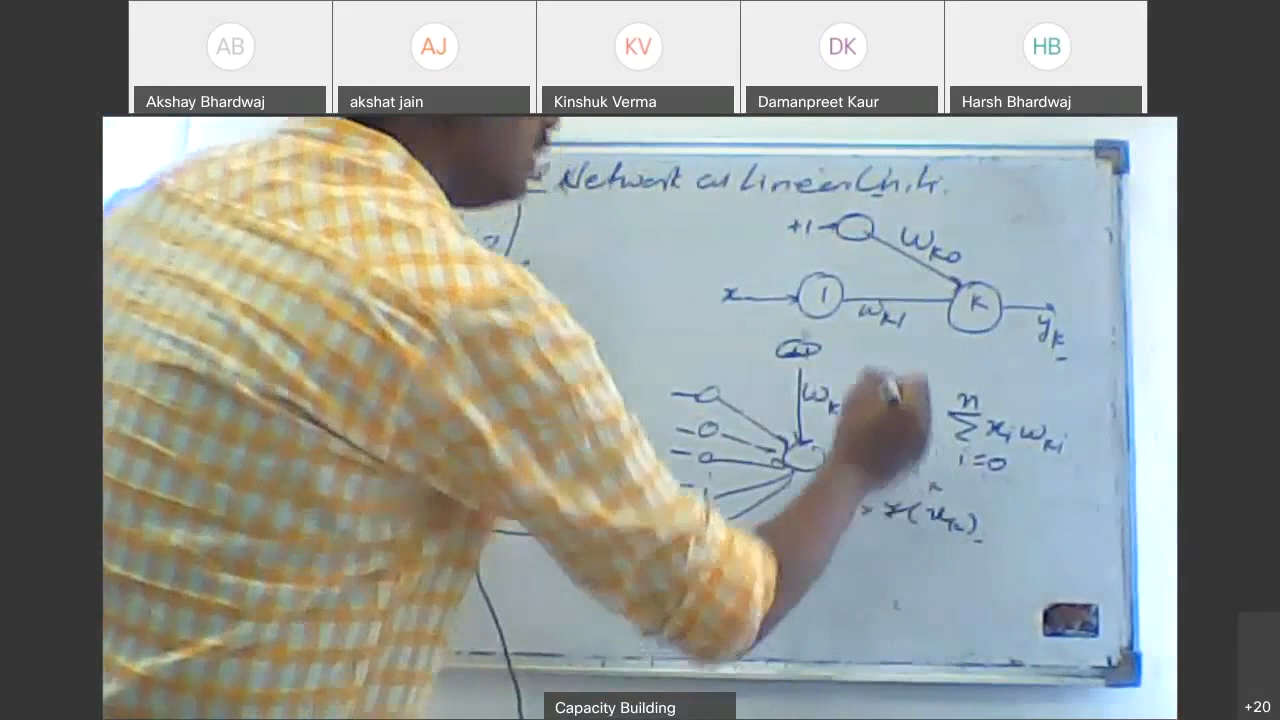 AB AJ KV DK HB
Akshay Bhardwaj akshat jain Kinshuk Verma Damanpreet Kaur Harsh Bhardwaj
Network as Linear
+1 WK0
x 1 WK1 K yk
WK
n
∑ xi wki
i=0
Capacity Building
+20